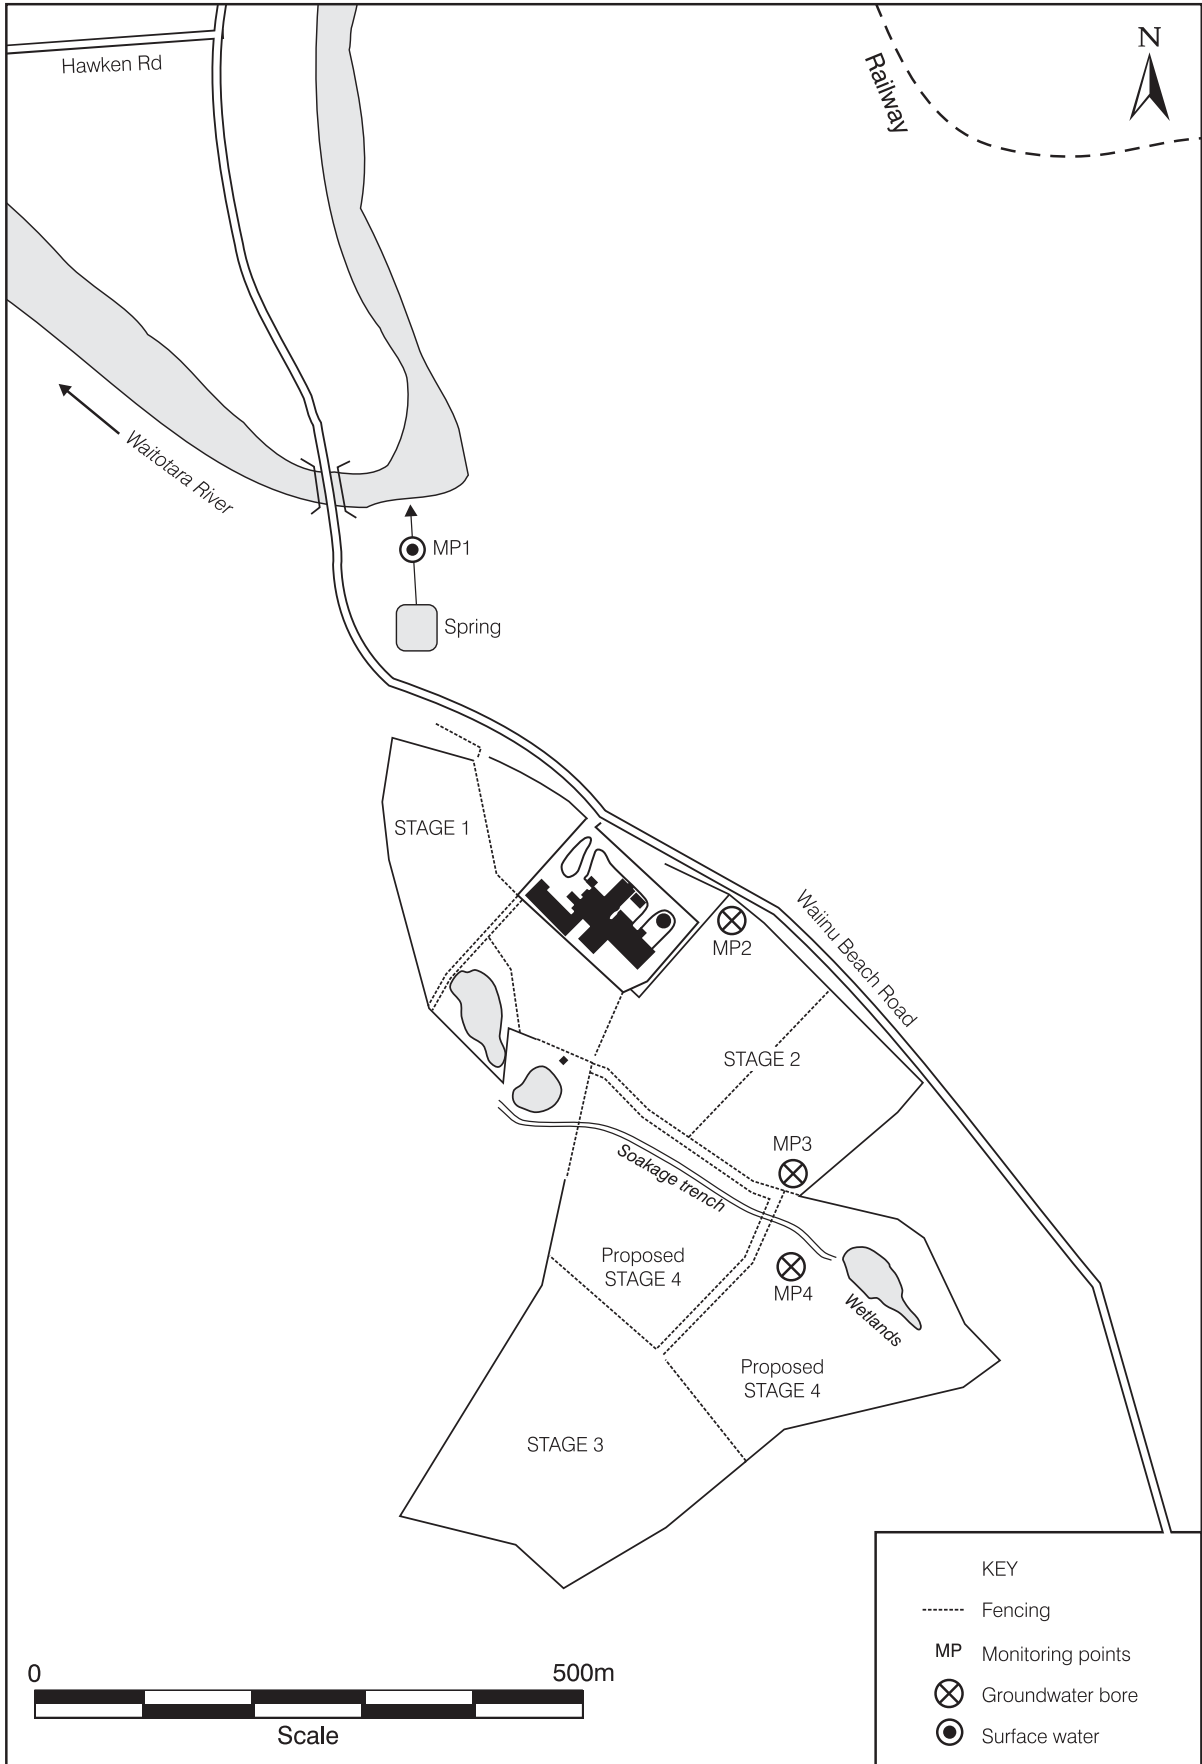 Hawken Rd
Railway
N
Waitotara River
MP1
Spring
STAGE 1
Waiinu Beach Road
MP2
STAGE 2
MP3
Soakage trench
Proposed
STAGE 4
MP4
Wetlands
Proposed
STAGE 4
STAGE 3
KEY
Fencing
MP Monitoring points
Groundwater bore
Surface water
0 500m
Scale